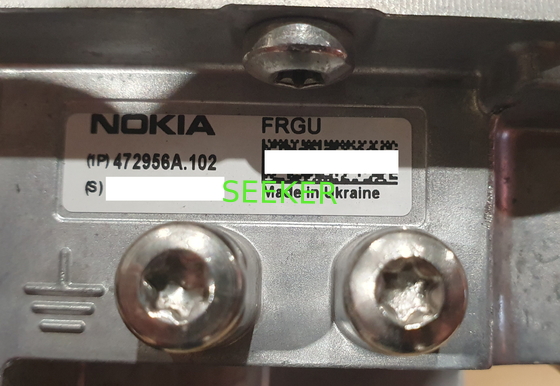 NOKIA FRGU
(1P) 472956A.102
(S)
SEEKER
Made in Ukraine